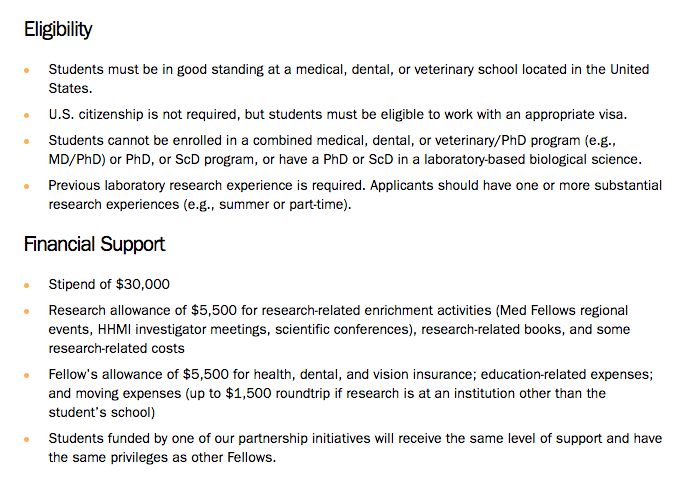 Eligibility
Students must be in good standing at a medical, dental, or veterinary school located in the United
States.
U.S. citizenship is not required, but students must be eligible to work with an appropriate visa.
Students cannot be enrolled in a combined medical, dental, or veterinary/PhD program (e.g.,
MD/PhD) or PhD, or ScD program, or have a PhD or ScD in a laboratory-based biological science.
Previous laboratory research experience is required. Applicants should have one or more substantial
research experiences (e.g., summer or part-time).
Financial Support
Stipend of $30,000
Research allowance of $5,500 for research-related enrichment activities (Med Fellows regional
events, HHMI investigator meetings, scientific conferences), research-related books, and some
research-related costs
Fellow's allowance of $5,500 for health, dental, and vision insurance; education-related expenses;
and moving expenses (up to $1,500 roundtrip if research is at an institution other than the
student's school)
Students funded by one of our partnership initiatives will receive the same level of support and have
the same privileges as other Fellows.